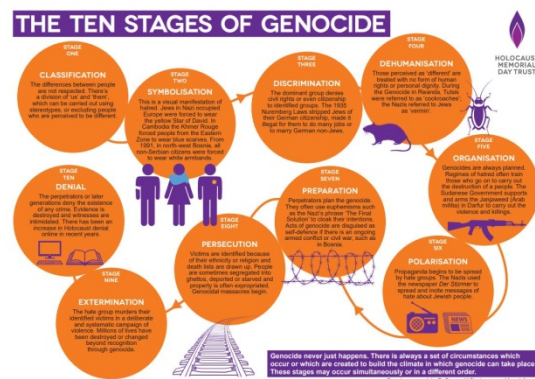 THE TEN STAGES OF GENOCIDE
HOLOCAUST
MEMORIAL
DAY TRUST
STAGE
ONE
CLASSIFICATION
The differences between people
are not respected. There's
a division of 'us' and 'them',
which can be carried out using
stereotypes, or excluding people
who are perceived to be different.
STAGE
TWO
SYMBOLISATION
This is a visual manifestation of
hatred. Jews in Nazi occupied
Europe were forced to wear
the yellow Star of David. In
Cambodia the Khmer Rouge
forced people from the Eastern
Zone to wear blue scarves. From
1991, in north-west Bosnia, all
non-Serbian citizens were forced
to wear white armbands.
STAGE
THREE
DISCRIMINATION
The dominant group denies
civil rights or even citizenship
to identified groups. The 1935
Nuremberg Laws stripped Jews of
their German citizenship, made it
illegal for them to do many jobs or
to marry German non-Jews.
STAGE
FOUR
DEHUMANISATION
Those perceived as 'different' are
treated with no form of human
rights or personal dignity. During
the Genocide in Rwanda, Tutsis
were referred to as 'cockroaches';
the Nazis referred to Jews
as 'vermin'.
STAGE
FIVE
ORGANISATION
Genocides are always planned.
Regimes of hatred often train
those who go on to carry out
the destruction of a people. The
Sudanese Government supports
and arms the Janjaweed (Arab
militia) in Darfur to carry out the
violence and killings.
STAGE
SIX
POLARISATION
Propaganda begins to be spread
by hate groups. The Nazis used
the newspaper Der Stürmer to
spread and incite messages of
hate about Jewish people.
NEWS
STAGE
SEVEN
PREPARATION
Perpetrators plan the genocide.
They often use euphemisms such
as the Nazi's phrase 'The Final
Solution' to cloak their intentions.
Acts of genocide are disguised as
self-defence if there is an ongoing
armed conflict or civil war, such as
in Bosnia.
STAGE
EIGHT
PERSECUTION
Victims are identified because
of their ethnicity or religion and
death lists are drawn up. People
are sometimes segregated into
ghettos, deported or starved and
property is often expropriated.
Genocidal massacres begin.
STAGE
NINE
EXTERMINATION
The hate group murders their
identified victims in a deliberate
and systematic campaign of
violence. Millions of lives have
been destroyed or changed
beyond recognition
through genocide.
STAGE
TEN
DENIAL
The perpetrators or later
generations deny the existence
of any crime. Evidence is
destroyed and witnesses are
intimidated. There has been an
increase in Holocaust denial
online in recent years.
Genocide never just happens. There is always a set of circumstances which
occur or which are created to build the climate in which genocide can take place.
These stages may occur simultaneously or in a different order.